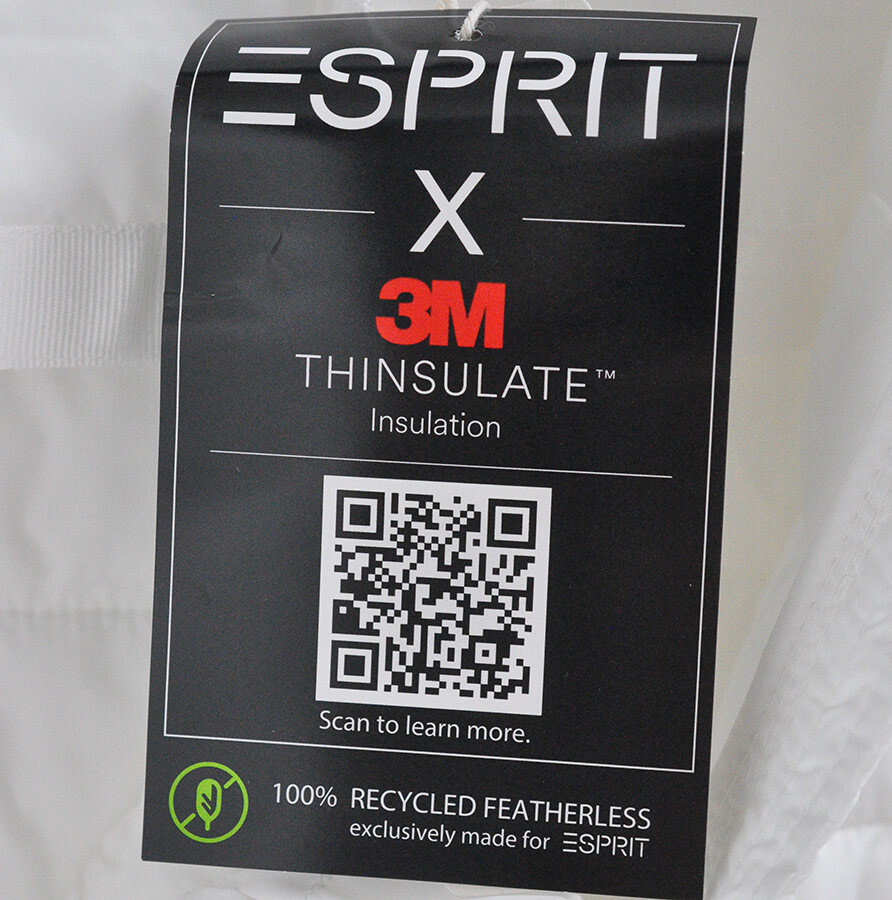 ESPRIT
X
3M
THINSULATE™
Insulation
Scan to learn more.
100% RECYCLED FEATHERLESS
exclusively made for ESPRIT